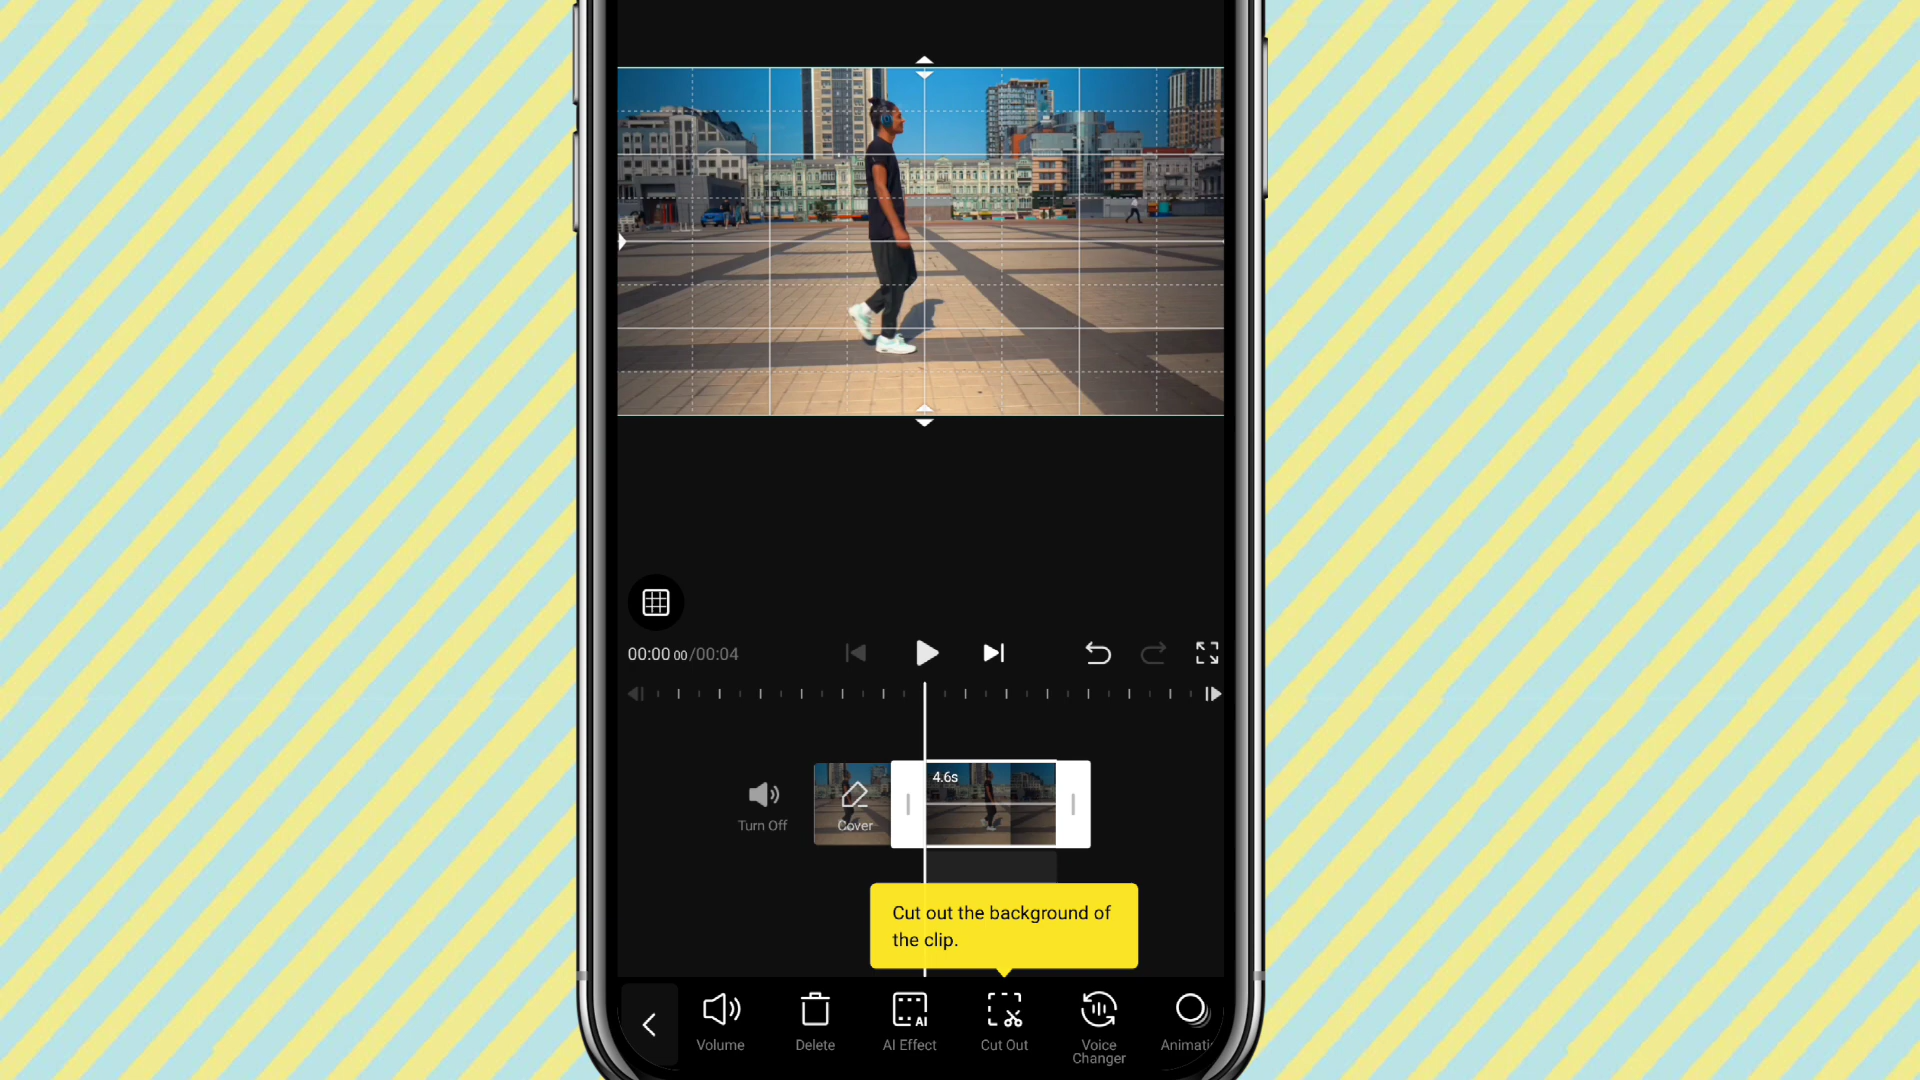 00:00 00/00:04
4.6s
Turn Off
Cover
Cut out the background of
the clip.
Volume
Delete
AI Effect
Cut Out
Voice
Changer
Animati